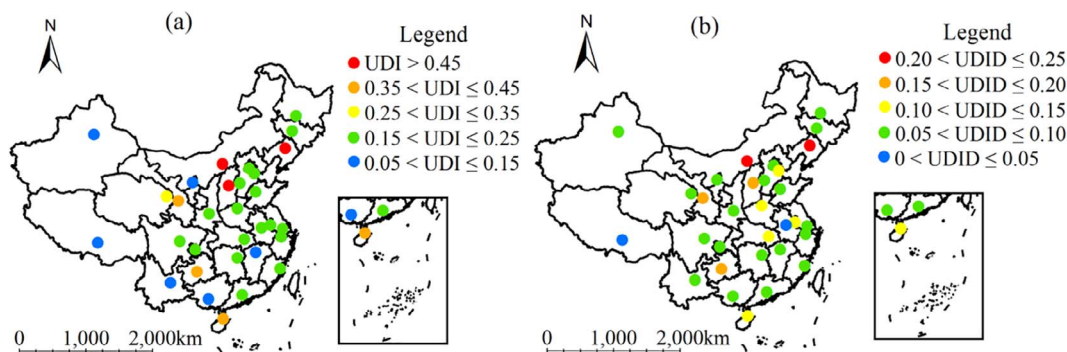 (a)
N
Legend
UDI > 0.45
0.35 < UDI ≤ 0.45
0.25 < UDI ≤ 0.35
0.15 < UDI ≤ 0.25
0.05 < UDI ≤ 0.15
0 1,000 2,000km
(b)
N
Legend
0.20 < UDID ≤ 0.25
0.15 < UDID ≤ 0.20
0.10 < UDID ≤ 0.15
0.05 < UDID ≤ 0.10
0 < UDID ≤ 0.05
0 1,000 2,000km